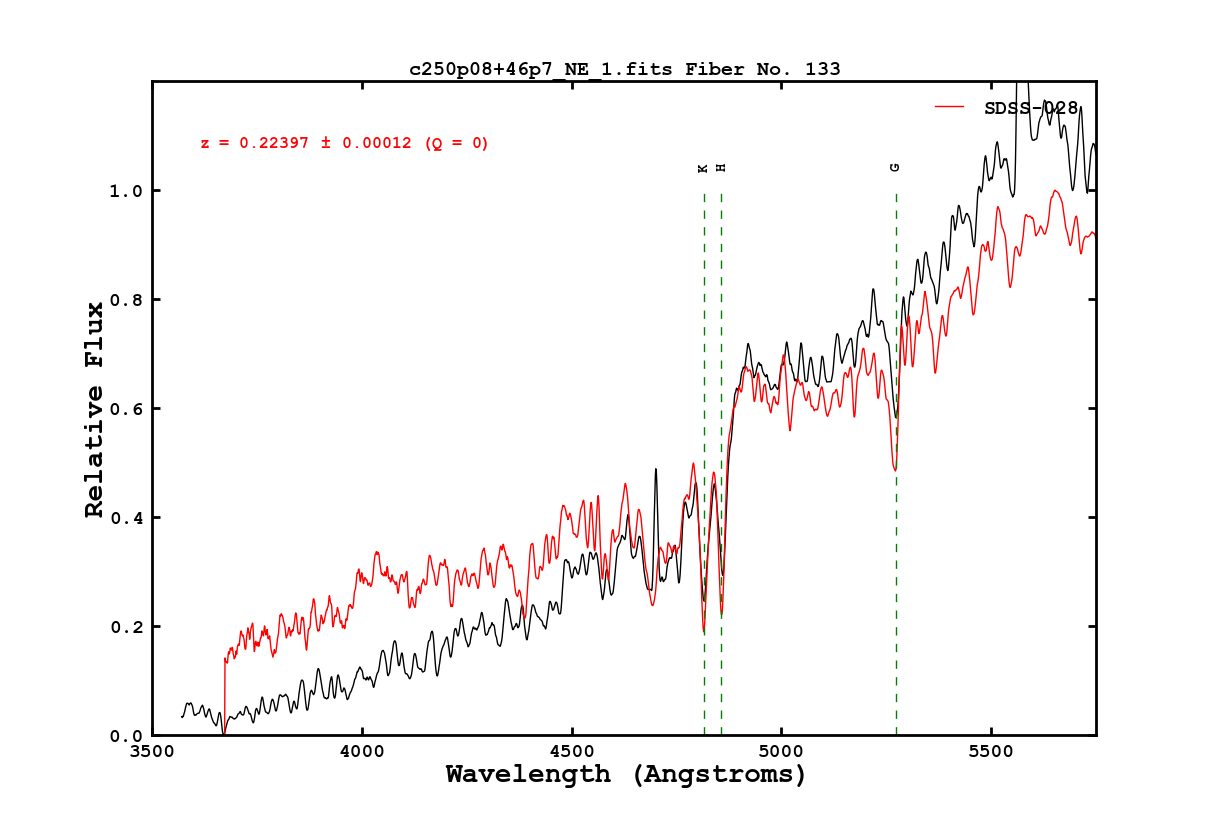 c250p08+46p7_NE_1.fits Fiber No. 133
SDSS-028
z = 0.22397 ± 0.00012 (Q = 0)
K H G
1.0
0.8
0.6
0.4
0.2
0.0
Relative Flux
3500 4000 4500 5000 5500
Wavelength (Angstroms)